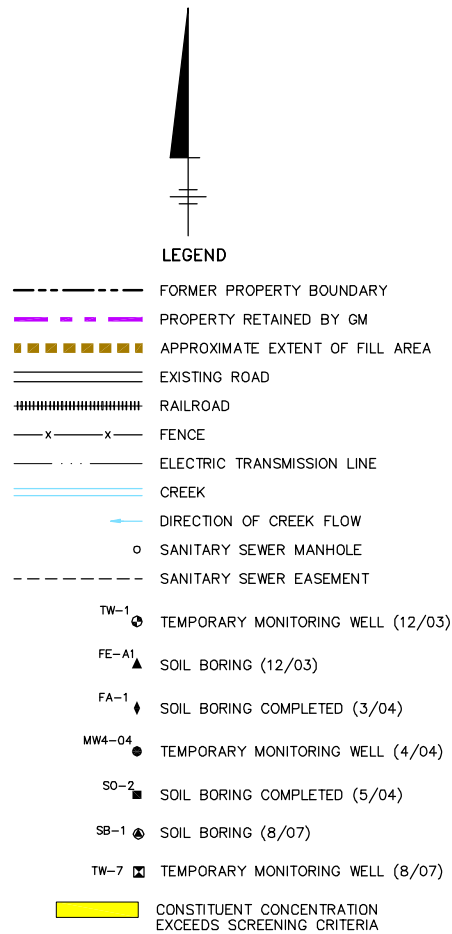 LEGEND
FORMER PROPERTY BOUNDARY
PROPERTY RETAINED BY GM
APPROXIMATE EXTENT OF FILL AREA
EXISTING ROAD
RAILROAD
x x FENCE
ELECTRIC TRANSMISSION LINE
CREEK
DIRECTION OF CREEK FLOW
SANITARY SEWER MANHOLE
SANITARY SEWER EASEMENT
TW-1 TEMPORARY MONITORING WELL (12/03)
FE-A1 SOIL BORING (12/03)
FA-1 SOIL BORING COMPLETED (3/04)
MW4-04 TEMPORARY MONITORING WELL (4/04)
SO-2 SOIL BORING COMPLETED (5/04)
SB-1 SOIL BORING (8/07)
TW-7 TEMPORARY MONITORING WELL (8/07)
CONSTITUENT CONCENTRATION
EXCEEDS SCREENING CRITERIA